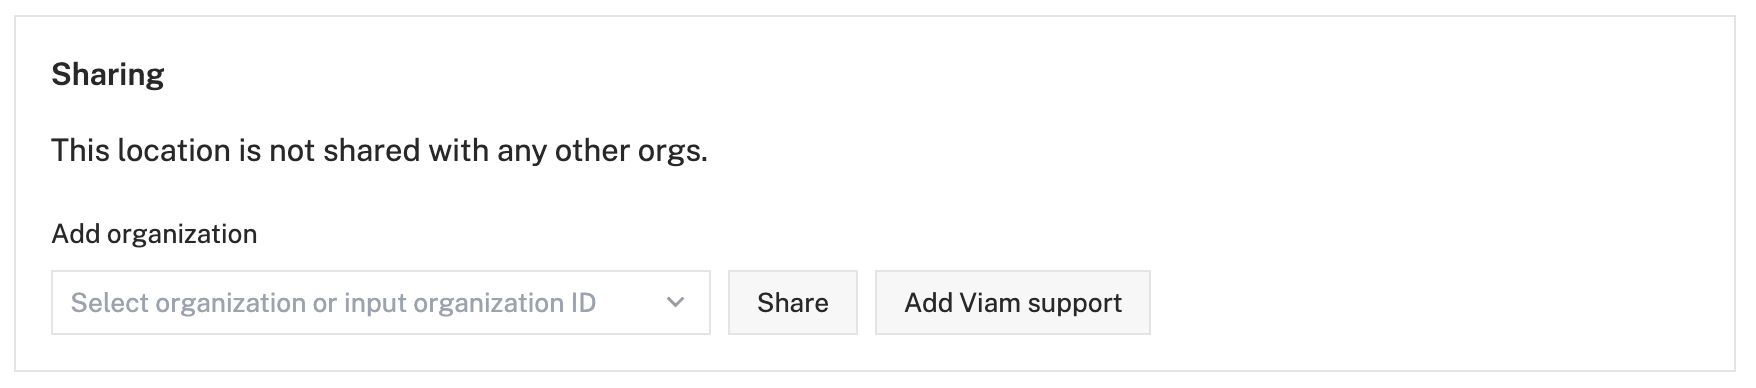 Sharing
This location is not shared with any other orgs.
Add organization
Select organization or input organization ID
Share
Add Viam support